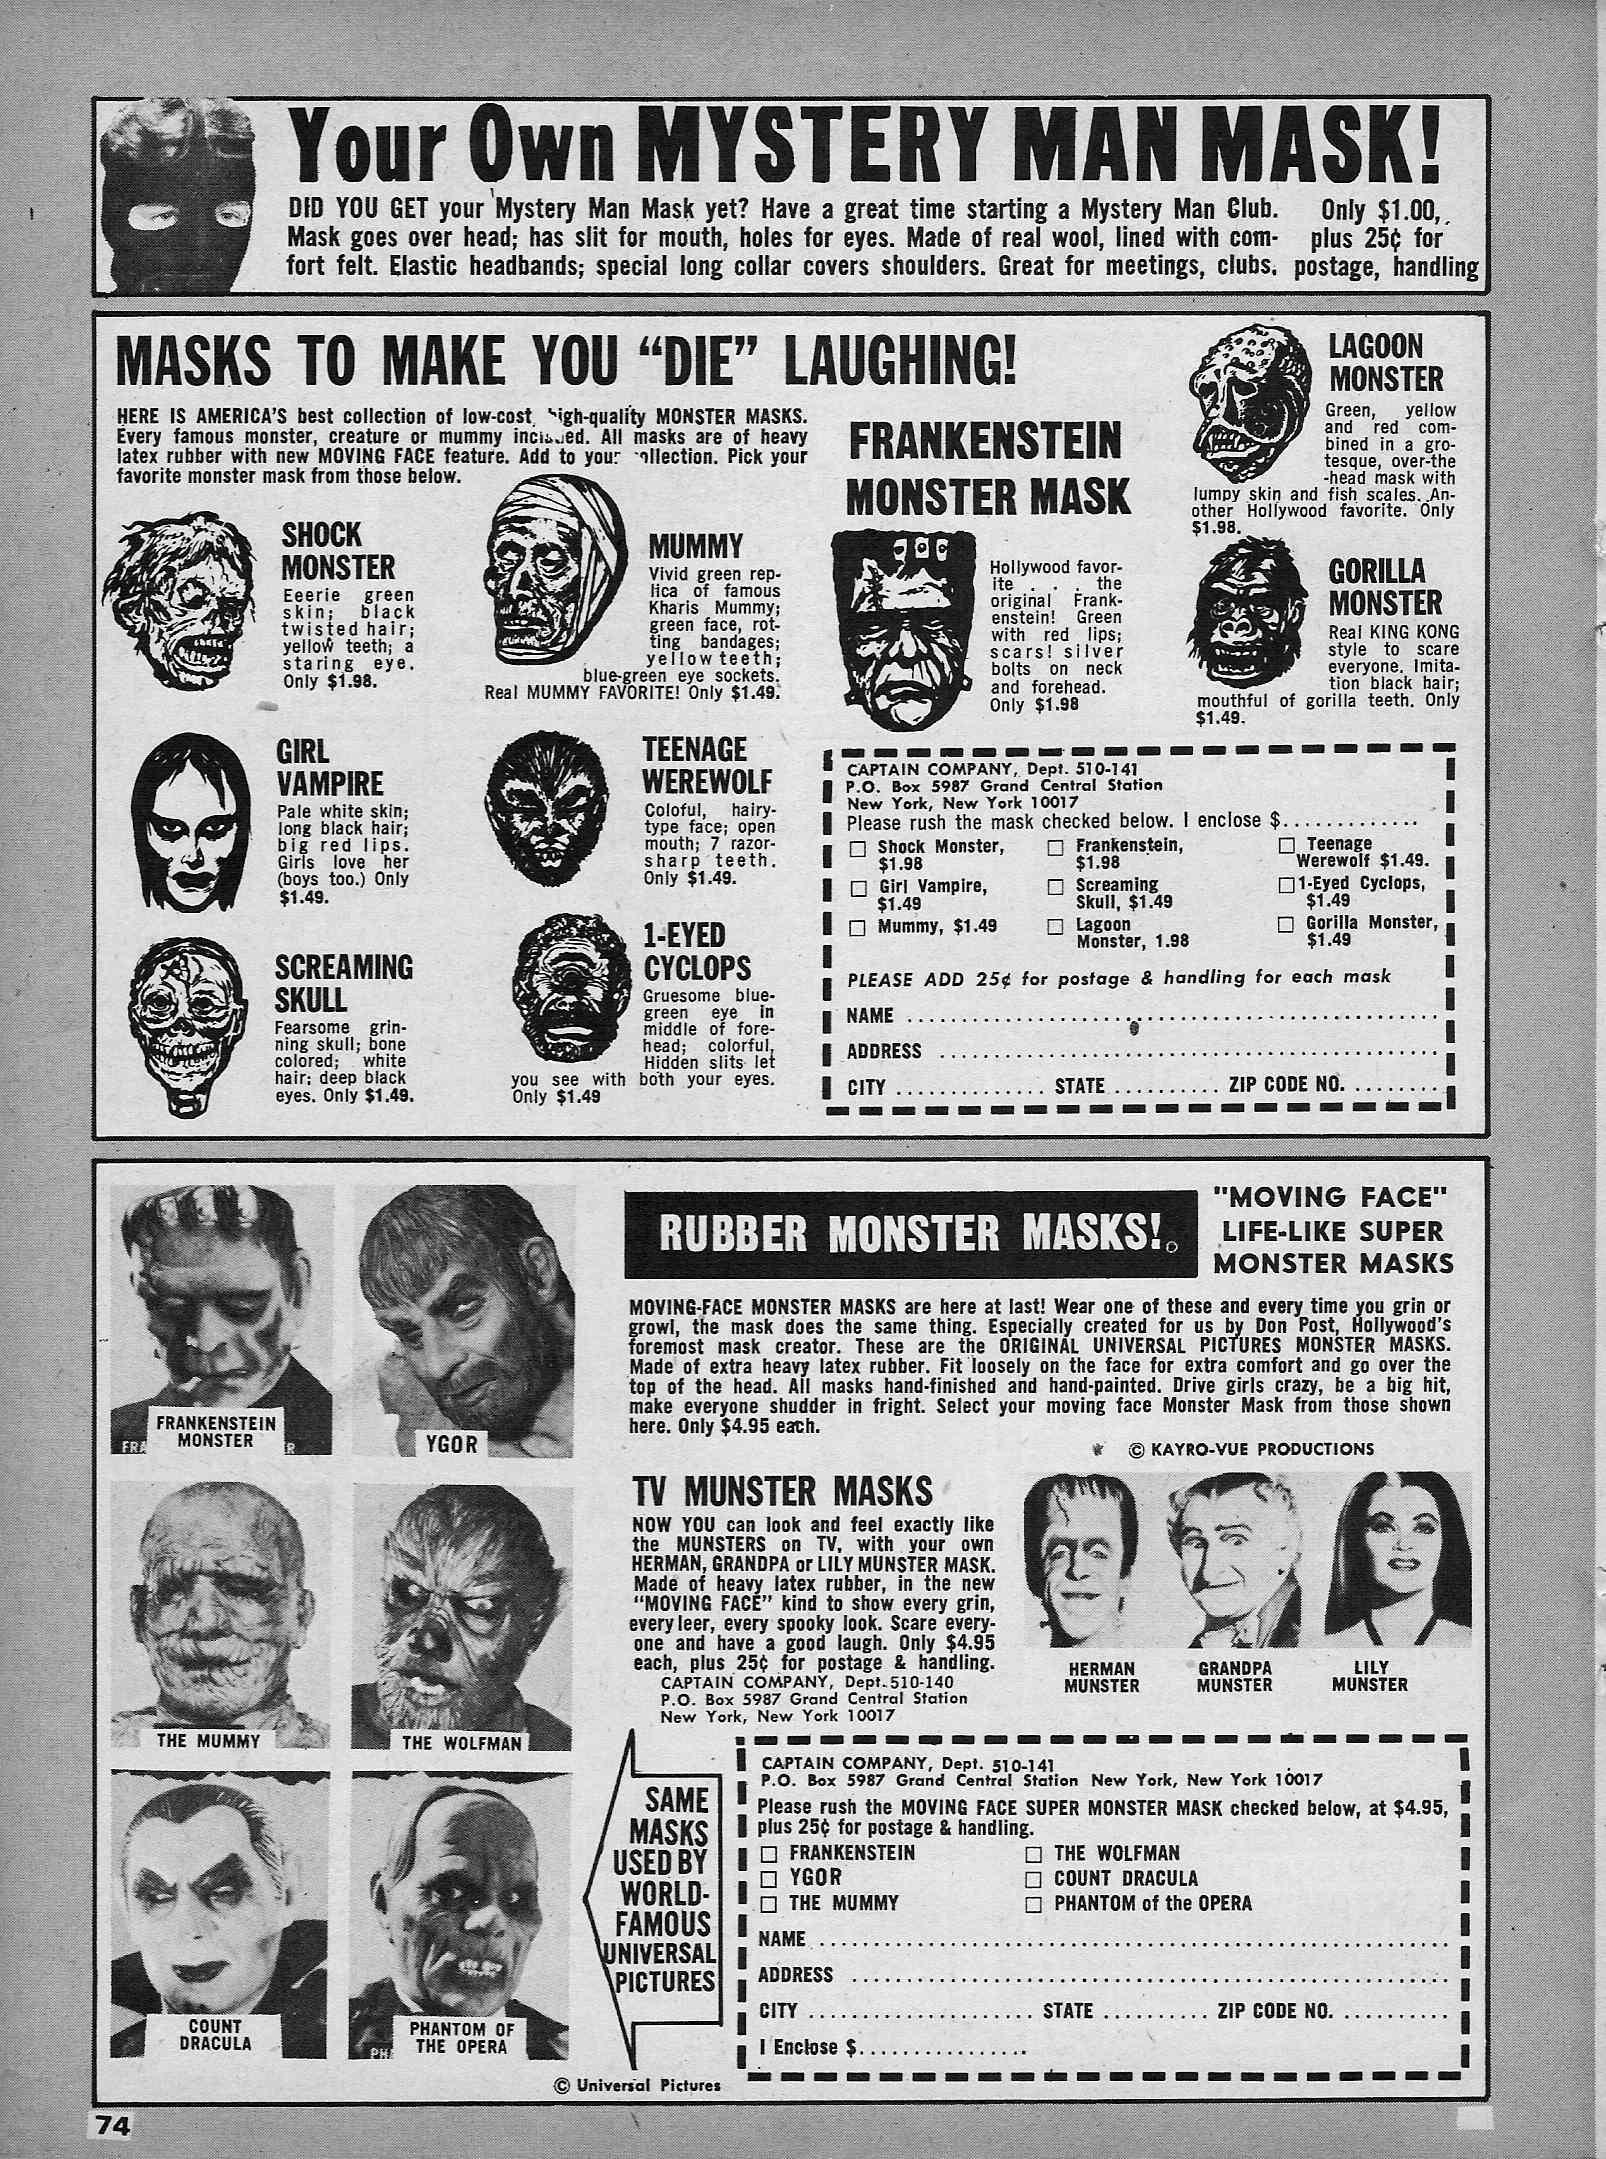 Your Own MYSTERY MAN MASK!
DID YOU GET your Mystery Man Mask yet? Have a great time starting a Mystery Man Club.
Mask goes over head; has slit for mouth, holes for eyes. Made of real wool, lined with com-
fort felt. Elastic headbands; special long collar covers shoulders. Great for meetings, clubs.
Only $1.00,
plus 25¢ for
postage, handling
MASKS TO MAKE YOU “DIE” LAUGHING!
HERE IS AMERICA'S best collection of low-cost, high-quality MONSTER MASKS.
Every famous monster, creature or mummy included. All masks are of heavy
latex rubber with new MOVING FACE feature. Add to your collection. Pick your
favorite monster mask from those below.
SHOCK
MONSTER
Eeerie green
skin; black
twisted hair;
yellow teeth; a
staring eye.
Only $1.98.
MUMMY
Vivid green rep-
lica of famous
Kharis Mummy;
green face, rot-
ting bandages;
yellow teeth;
blue-green eye sockets.
Real MUMMY FAVORITE! Only $1.49.
FRANKENSTEIN
MONSTER MASK
Hollywood favor-
ite . . . the
original Frank-
enstein! Green
with red lips;
scars! silver
bolts on neck
and forehead.
Only $1.98
LAGOON
MONSTER
Green, yellow
and red com-
bined in a gro-
tesque, over-the
-head mask with
lumpy skin and fish scales. An-
other Hollywood favorite. Only
$1.98.
GORILLA
MONSTER
Real KING KONG
style to scare
everyone. Imita-
tion black hair;
mouthful of gorilla teeth. Only
$1.49.
GIRL
VAMPIRE
Pale white skin;
long black hair;
big red lips.
Girls love her
(boys too.) Only
$1.49.
TEENAGE
WEREWOLF
Coloful, hairy-
type face; open
mouth; 7 razor-
sharp teeth.
Only $1.49.
SCREAMING
SKULL
Fearsome grin-
ning skull; bone
colored; white
hair; deep black
eyes. Only $1.49.
1-EYED
CYCLOPS
Gruesome blue-
green eye in
middle of fore-
head; colorful,
Hidden slits let
you see with both your eyes.
Only $1.49
CAPTAIN COMPANY, Dept. 510-141
P.O. Box 5987 Grand Central Station
New York, New York 10017
Please rush the mask checked below. I enclose $.............
☐ Shock Monster, $1.98 ☐ Frankenstein, $1.98 ☐ Teenage Werewolf $1.49.
☐ Girl Vampire, $1.49 ☐ Screaming Skull, $1.49 ☐ 1-Eyed Cyclops, $1.49
☐ Mummy, $1.49 ☐ Lagoon Monster, 1.98 ☐ Gorilla Monster, $1.49
PLEASE ADD 25¢ for postage & handling for each mask
NAME ........................................
ADDRESS ........................................
CITY .............. STATE .......... ZIP CODE NO. ........
FRANKENSTEIN
MONSTER
YGOR
THE MUMMY
THE WOLFMAN
COUNT
DRACULA
PHANTOM OF
THE OPERA
© Universal Pictures
RUBBER MONSTER MASKS!
"MOVING FACE"
LIFE-LIKE SUPER
MONSTER MASKS
MOVING-FACE MONSTER MASKS are here at last! Wear one of these and every time you grin or
growl, the mask does the same thing. Especially created for us by Don Post, Hollywood's
foremost mask creator. These are the ORIGINAL UNIVERSAL PICTURES MONSTER MASKS.
Made of extra heavy latex rubber. Fit loosely on the face for extra comfort and go over the
top of the head. All masks hand-finished and hand-painted. Drive girls crazy, be a big hit,
make everyone shudder in fright. Select your moving face Monster Mask from those shown
here. Only $4.95 each.
© KAYRO-VUE PRODUCTIONS
TV MUNSTER MASKS
NOW YOU can look and feel exactly like
the MUNSTERS on TV, with your own
HERMAN, GRANDPA or LILY MUNSTER MASK.
Made of heavy latex rubber, in the new
“MOVING FACE” kind to show every grin,
every leer, every spooky look. Scare every-
one and have a good laugh. Only $4.95
each, plus 25¢ for postage & handling.
CAPTAIN COMPANY, Dept. 510-140
P.O. Box 5987 Grand Central Station
New York, New York 10017
HERMAN
MUNSTER
GRANDPA
MUNSTER
LILY
MUNSTER
SAME
MASKS
USED BY
WORLD-
FAMOUS
UNIVERSAL
PICTURES
CAPTAIN COMPANY, Dept. 510-141
P.O. Box 5987 Grand Central Station New York, New York 10017
Please rush the MOVING FACE SUPER MONSTER MASK checked below, at $4.95,
plus 25¢ for postage & handling.
☐ FRANKENSTEIN ☐ THE WOLFMAN
☐ YGOR ☐ COUNT DRACULA
☐ THE MUMMY ☐ PHANTOM of the OPERA
NAME ........................................
ADDRESS ........................................
CITY .................... STATE .......... ZIP CODE NO. ..........
I Enclose $................
74